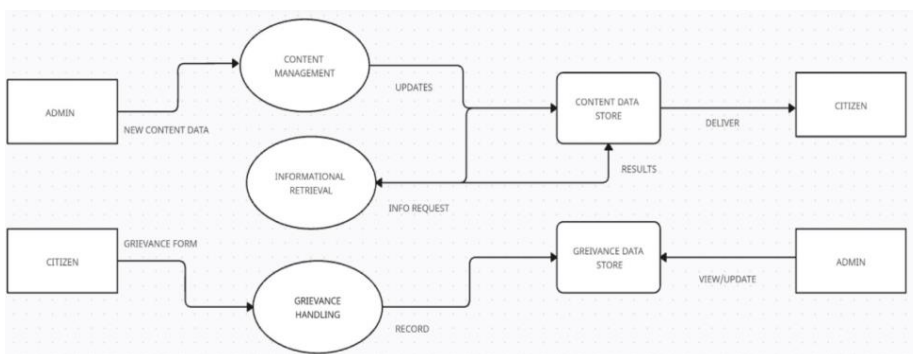 CONTENT
MANAGEMENT
ADMIN
NEW CONTENT DATA
UPDATES
CONTENT DATA
STORE
DELIVER
CITIZEN
INFORMATIONAL
RETRIEVAL
RESULTS
INFO REQUEST
CITIZEN
GRIEVANCE FORM
GRIEVANCE
HANDLING
RECORD
GREIVANCE DATA
STORE
VIEW/UPDATE
ADMIN